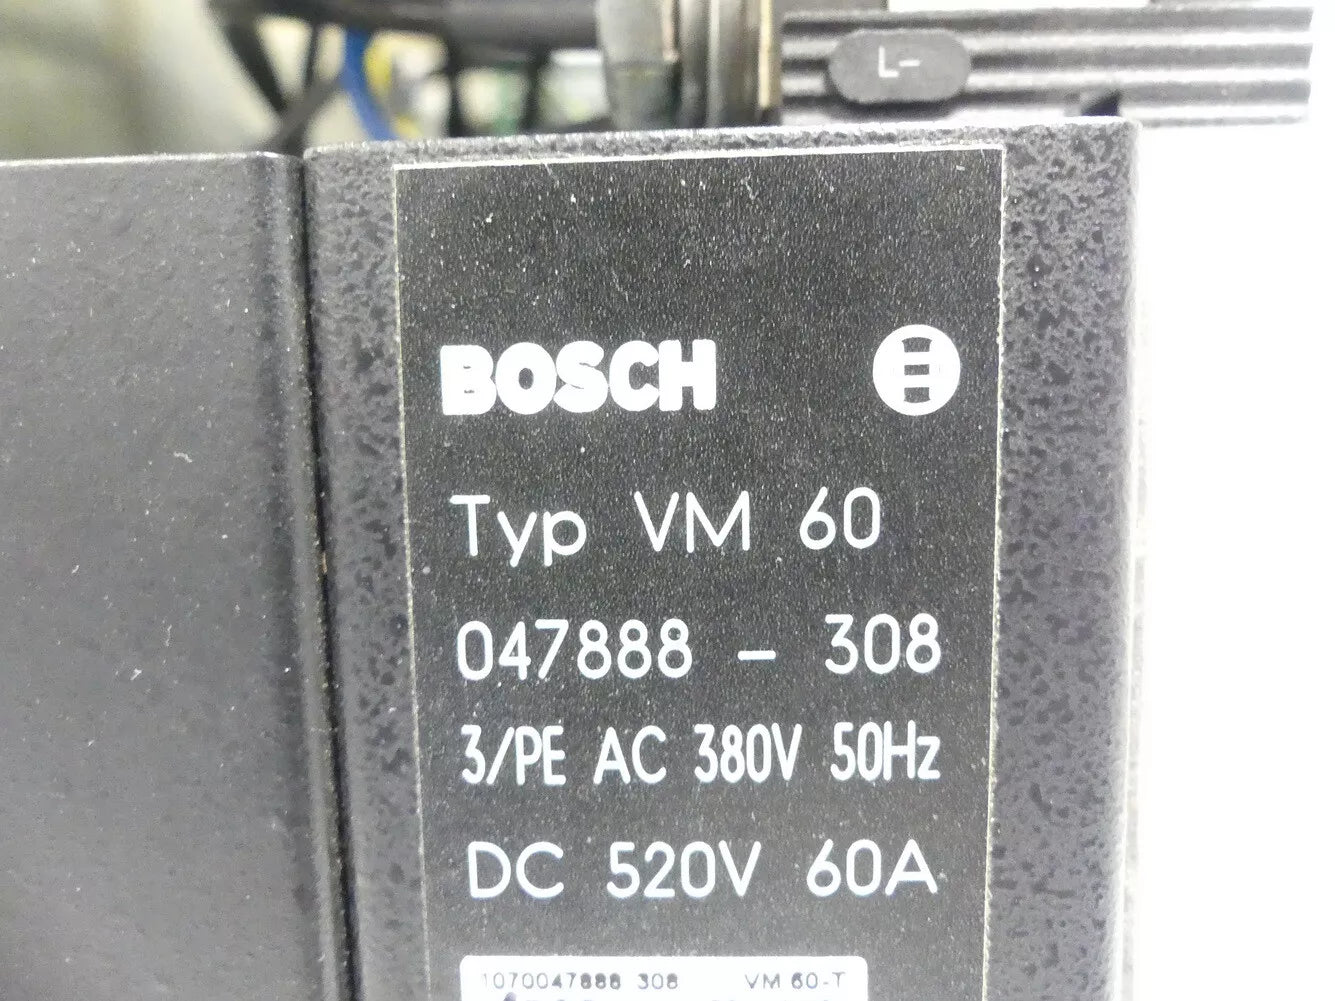 L-
BOSCH
Typ VM 60
047888 - 308
3/PE AC 380V 50Hz
DC 520V 60A
1070047888 308 VM 60-T